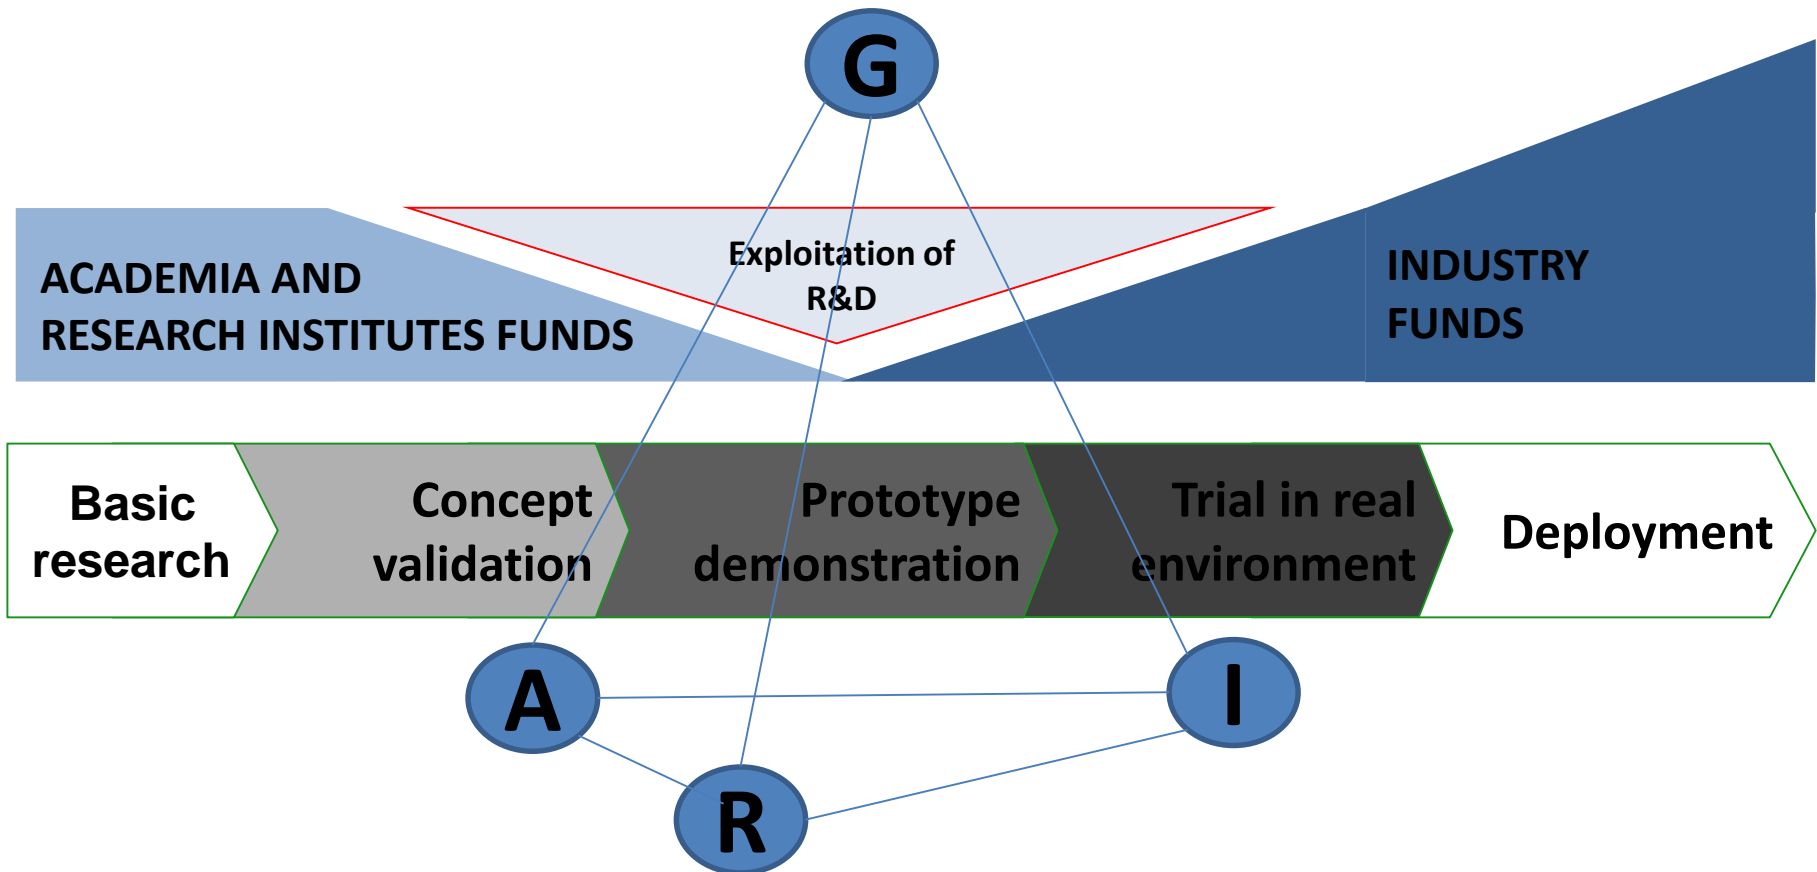 G
Exploitation of
R&D
ACADEMIA AND
RESEARCH INSTITUTES FUNDS
INDUSTRY
FUNDS
Basic
research
Concept
validation
Prototype
demonstration
Trial in real
environment
Deployment
A
I
R